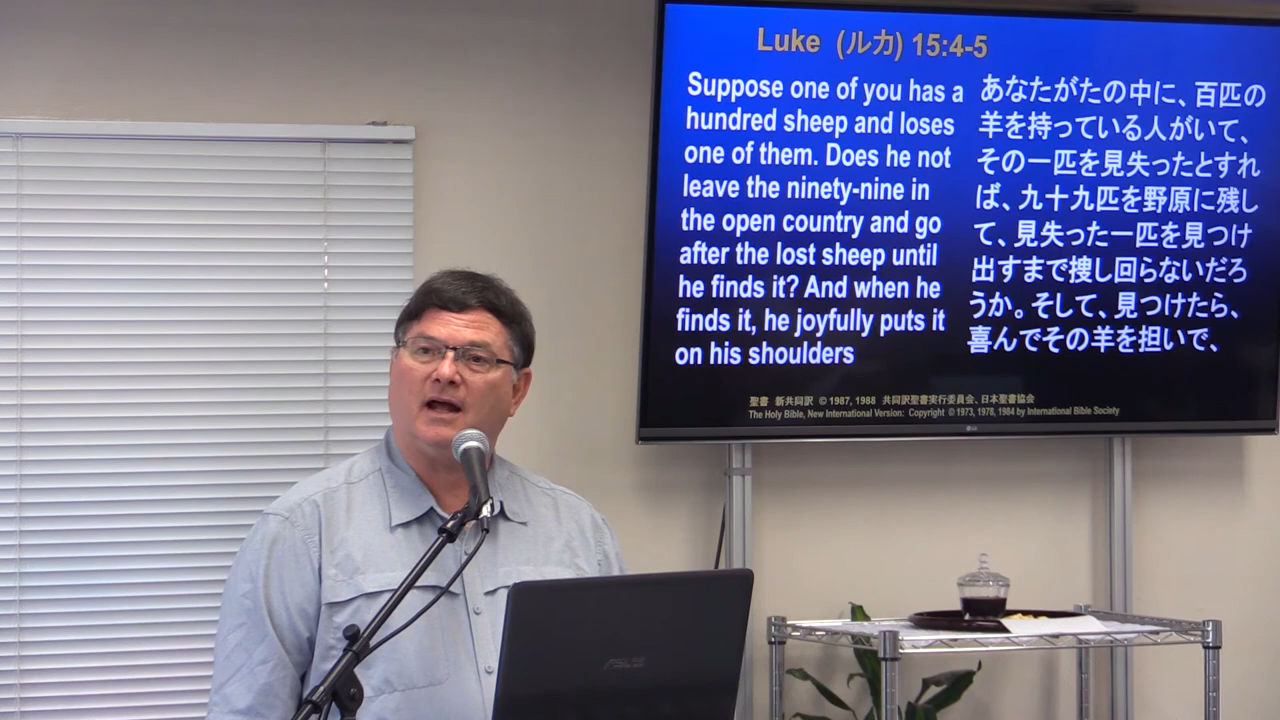 Luke (ルカ) 15:4-5
Suppose one of you has a
hundred sheep and loses
one of them. Does he not
leave the ninety-nine in
the open country and go
after the lost sheep until
he finds it? And when he
finds it, he joyfully puts it
on his shoulders
あなたがたの中に、百匹の
羊を持っている人がいて、
その一匹を見失ったとすれ
ば、九十九匹を野原に残し
て、見失った一匹を見つけ
出すまで捜し回らないだろ
うか。そして、見つけたら、
喜んでその羊を担いで、
聖書 新共同訳 © 1987, 1988 共同訳聖書実行委員会、日本聖書協会
The Holy Bible, New International Version: Copyright © 1973, 1978, 1984 by International Bible Society
LG
ASUS